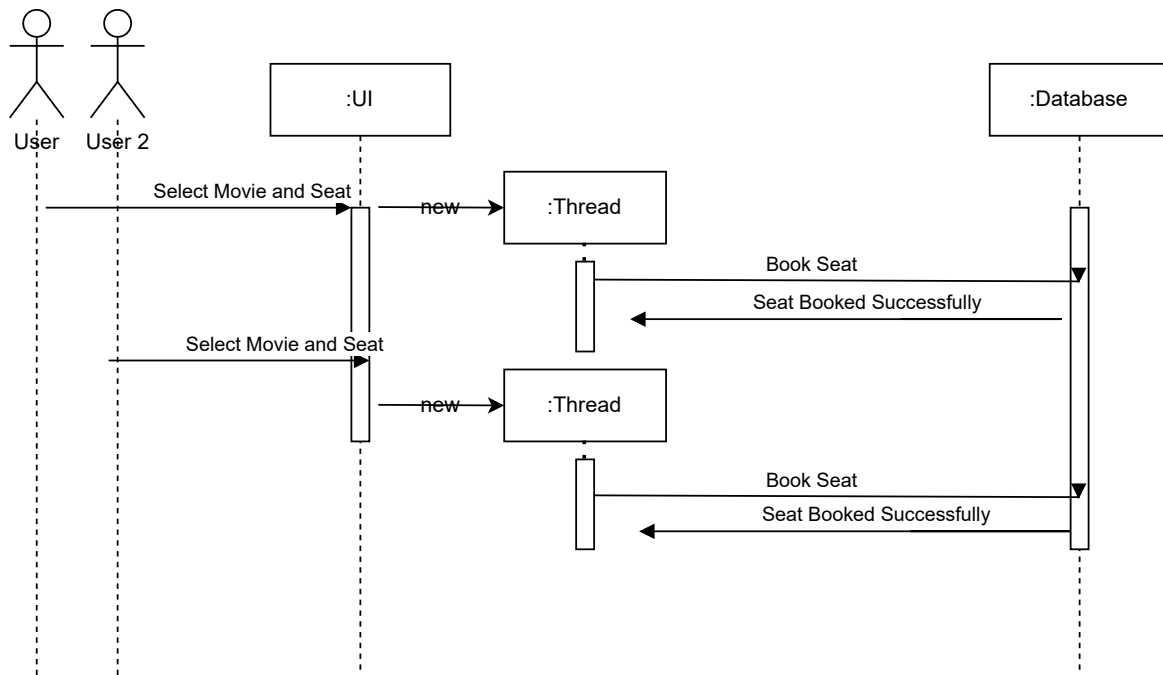 User
User 2
:UI
:Database
Select Movie and Seat
new
:Thread
Book Seat
Seat Booked Successfully
Select Movie and Seat
new
:Thread
Book Seat
Seat Booked Successfully